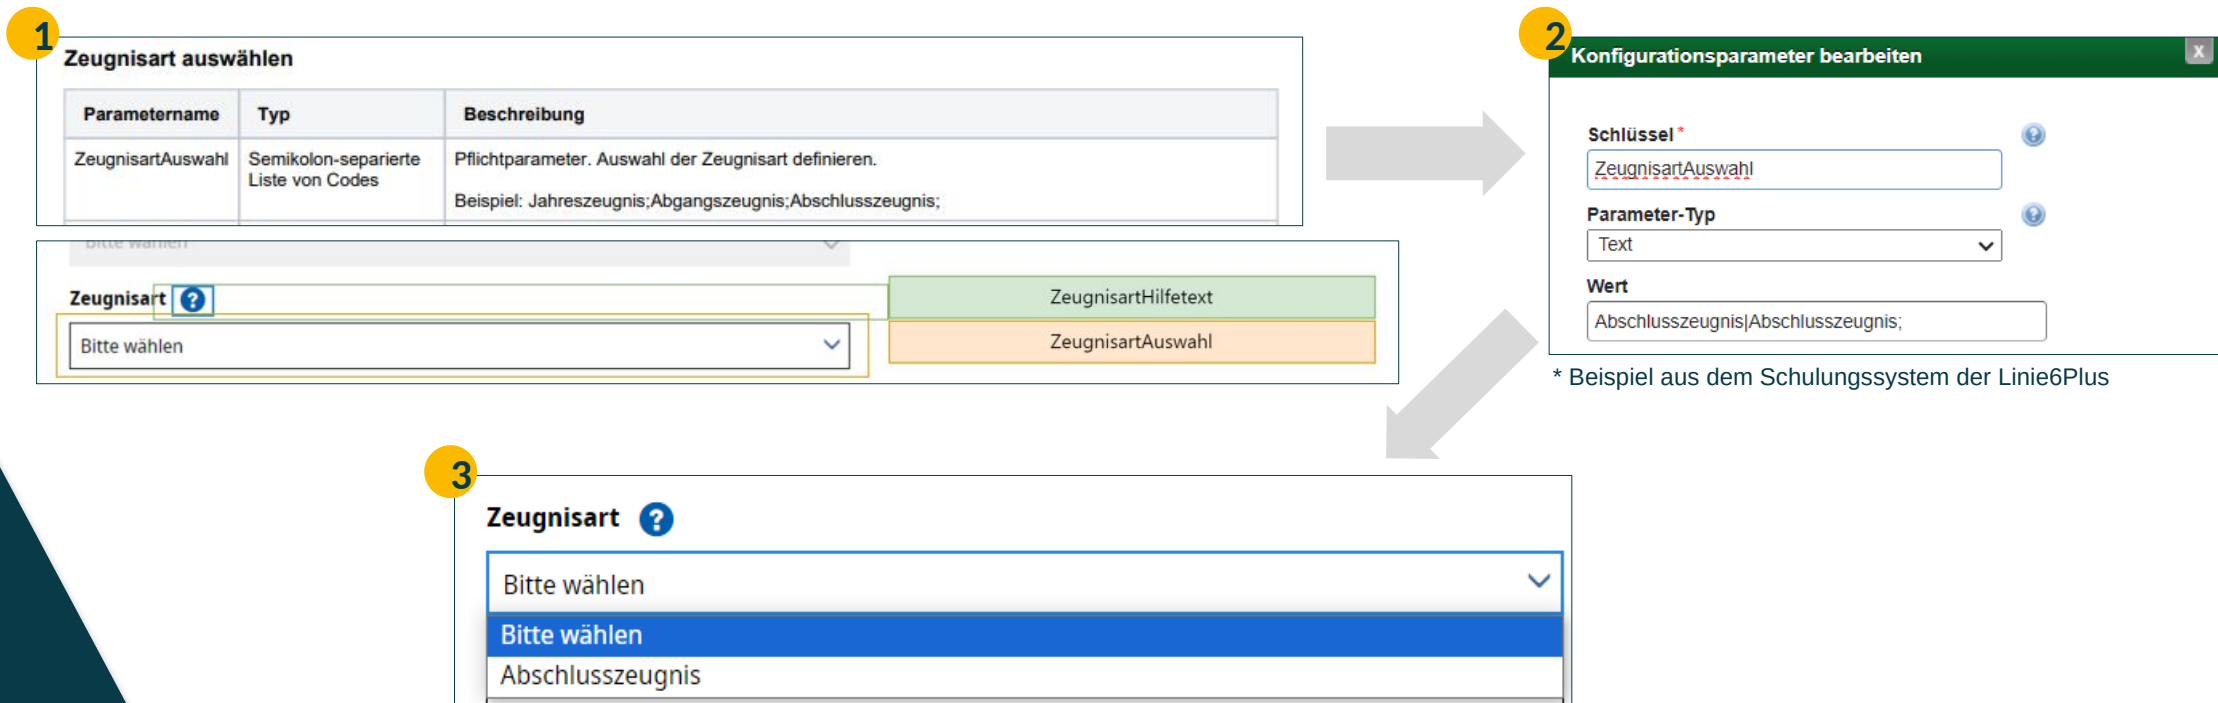 1
Zeugnisart auswählen
Parametername Typ Beschreibung
ZeugnisartAuswahl Semikolon-separierte Pflichtparameter. Auswahl der Zeugnisart definieren.
Liste von Codes
Beispiel: Jahreszeugnis;Abgangszeugnis;Abschlusszeugnis;
Bitte wählen
Zeugnisart ? ZeugnisartHilfetext
Bitte wählen ZeugnisartAuswahl
2
Konfigurationsparameter bearbeiten x
Schlüssel * ?
ZeugnisartAuswahl
Parameter-Typ ?
Text
Wert
Abschlusszeugnis|Abschlusszeugnis;
* Beispiel aus dem Schulungssystem der Linie6Plus
3
Zeugnisart ?
Bitte wählen
Bitte wählen
Abschlusszeugnis